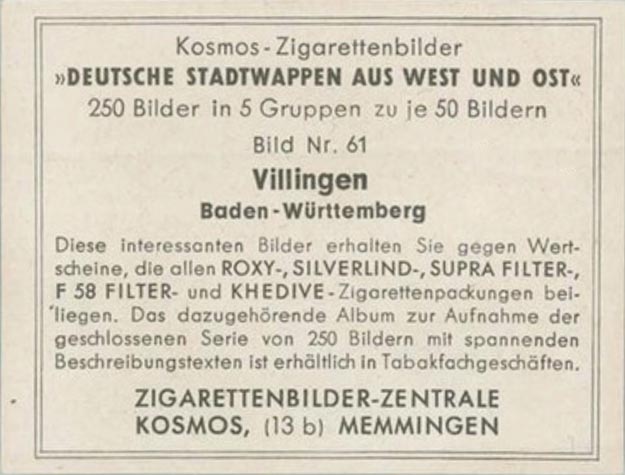 Kosmos-Zigarettenbilder
»DEUTSCHE STADTWAPPEN AUS WEST UND OST«
250 Bilder in 5 Gruppen zu je 50 Bildern
Bild Nr. 61
Villingen
Baden-Württemberg
Diese interessanten Bilder erhalten Sie gegen Wert-
scheine, die allen ROXY-, SILVERLIND-, SUPRA FILTER-,
F 58 FILTER- und KHEDIVE-Zigarettenpackungen bei-
liegen. Das dazugehörende Album zur Aufnahme der
geschlossenen Serie von 250 Bildern mit spannenden
Beschreibungstexten ist erhältlich in Tabakfachgeschäften.
ZIGARETTENBILDER-ZENTRALE
KOSMOS, (13 b) MEMMINGEN